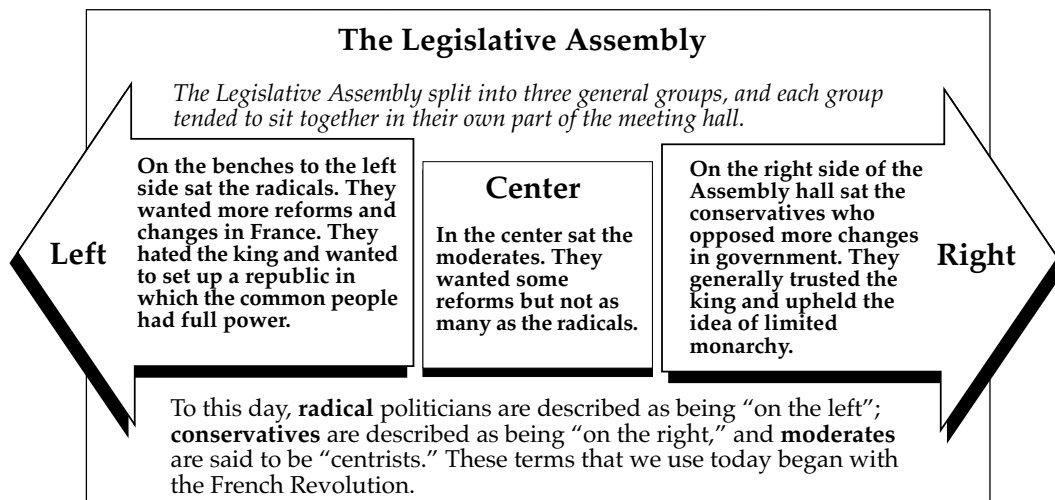 The Legislative Assembly
The Legislative Assembly split into three general groups, and each group
tended to sit together in their own part of the meeting hall.
Left
On the benches to the left
side sat the radicals. They
wanted more reforms and
changes in France. They
hated the king and wanted
to set up a republic in
which the common people
had full power.
Center
In the center sat the
moderates. They
wanted some
reforms but not as
many as the radicals.
On the right side of the
Assembly hall sat the
conservatives who
opposed more changes
in government. They
generally trusted the
king and upheld the
idea of limited
monarchy.
Right
To this day, radical politicians are described as being “on the left”;
conservatives are described as being “on the right,” and moderates
are said to be “centrists.” These terms that we use today began with
the French Revolution.